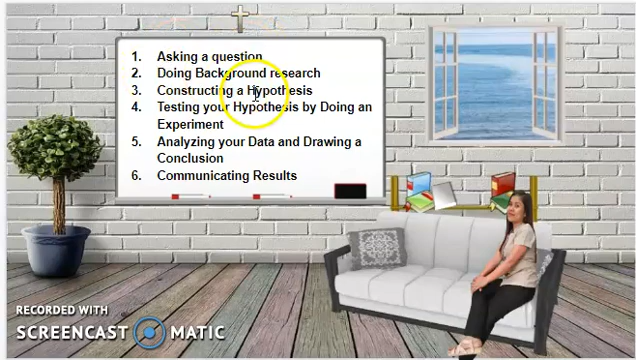 1. Asking a question
2. Doing Background research
3. Constructing a Hypothesis
4. Testing your Hypothesis by Doing an
Experiment
5. Analyzing your Data and Drawing a
Conclusion
6. Communicating Results
RECORDED WITH
SCREENCAST MATIC